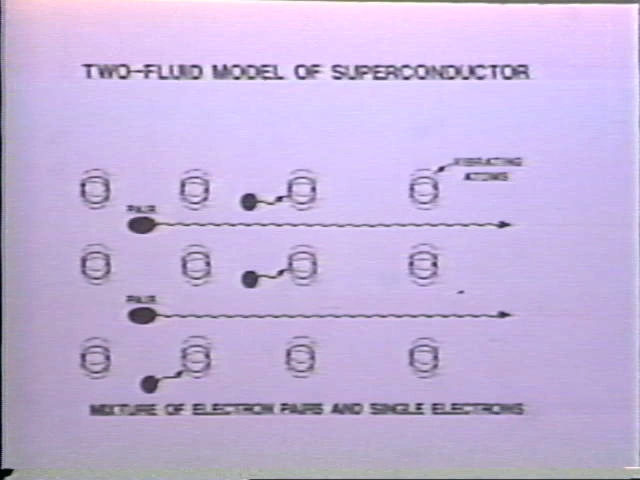 TWO-FLUID MODEL OF SUPERCONDUCTOR
VIBRATING
ATOMS
PAIR
PAIR
MIXTURE OF ELECTRON PAIRS AND SINGLE ELECTRONS